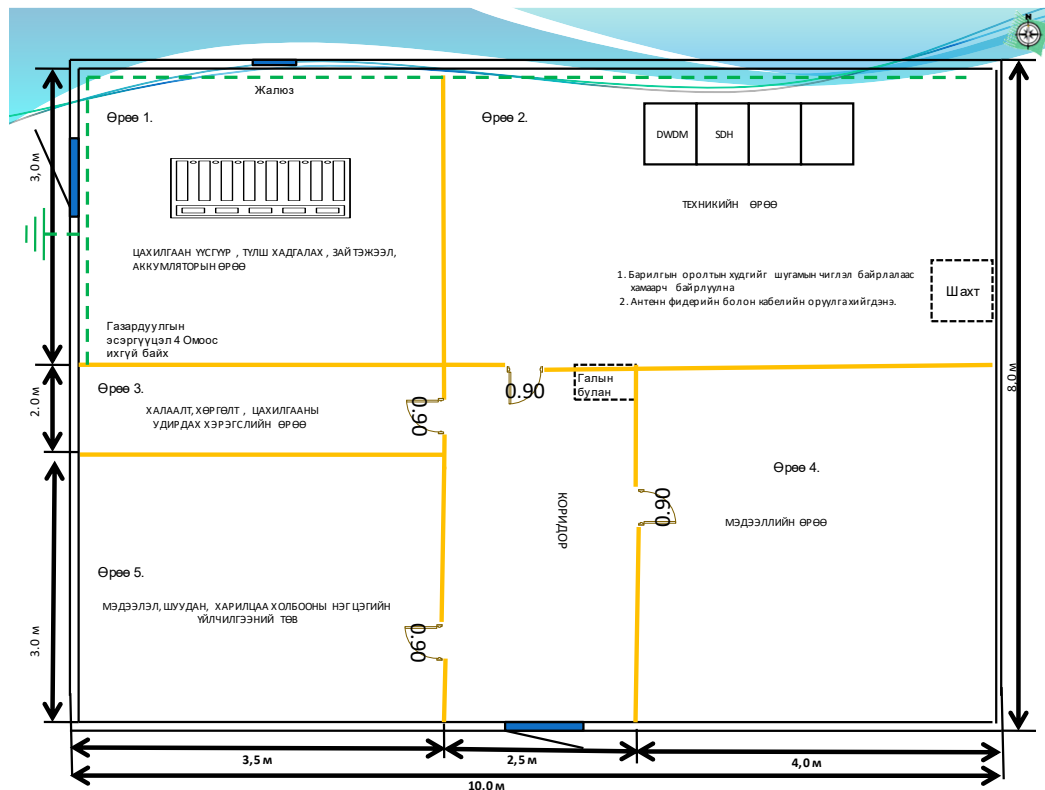 N
Жалюз
Өрөө 1.
Өрөө 2.
DWDM
SDH
3,0 м
ТЕХНИКИЙН ӨРӨӨ
ЦАХИЛГААН ҮҮСГҮҮР , ТҮЛШ ХАДГАЛАХ , ЗАЙ ТЭЖЭЭЛ,
АККУМЛЯТОРЫН ӨРӨӨ
1. Барилгын оролтын худгийг шугамын чиглэл байрлалаас
хамаарч байрлуулна
2. Антенн фидерийн болон кабелийн оруулга хийгдэнэ.
Шахт
Газардуулгын
эсэргүүцэл 4 Омоос
ихгүй байх
8,0 м
2.0 м
Өрөө 3.
ХАЛААЛТ, ХӨРГӨЛТ , ЦАХИЛГААНЫ
УДИРДАХ ХЭРЭГСЛИЙН ӨРӨӨ
0.90
0.90
Галын
булан
Өрөө 4.
0.90
КОРИДОР
МЭДЭЭЛЛИЙН ӨРӨӨ
3.0 м
Өрөө 5.
МЭДЭЭЛЭЛ, ШУУДАН, ХАРИЛЦАА ХОЛБООНЫ НЭГ ЦЭГИЙН
ҮЙЛЧИЛГЭЭНИЙ ТӨВ
0.90
3,5 м
2,5 м
4,0 м
10.0 м